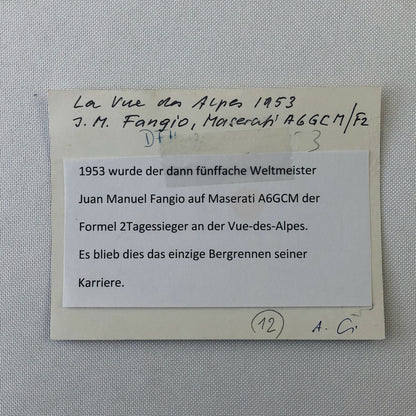 La Vue des Alpes 1953
J. M. Fangio, Maserati A6GCM/F2
3
1953 wurde der dann fünffache Weltmeister
Juan Manuel Fangio auf Maserati A6GCM der
Formel 2Tagessieger an der Vue-des-Alpes.
Es blieb dies das einzige Bergrennen seiner
Karriere.
12 A.